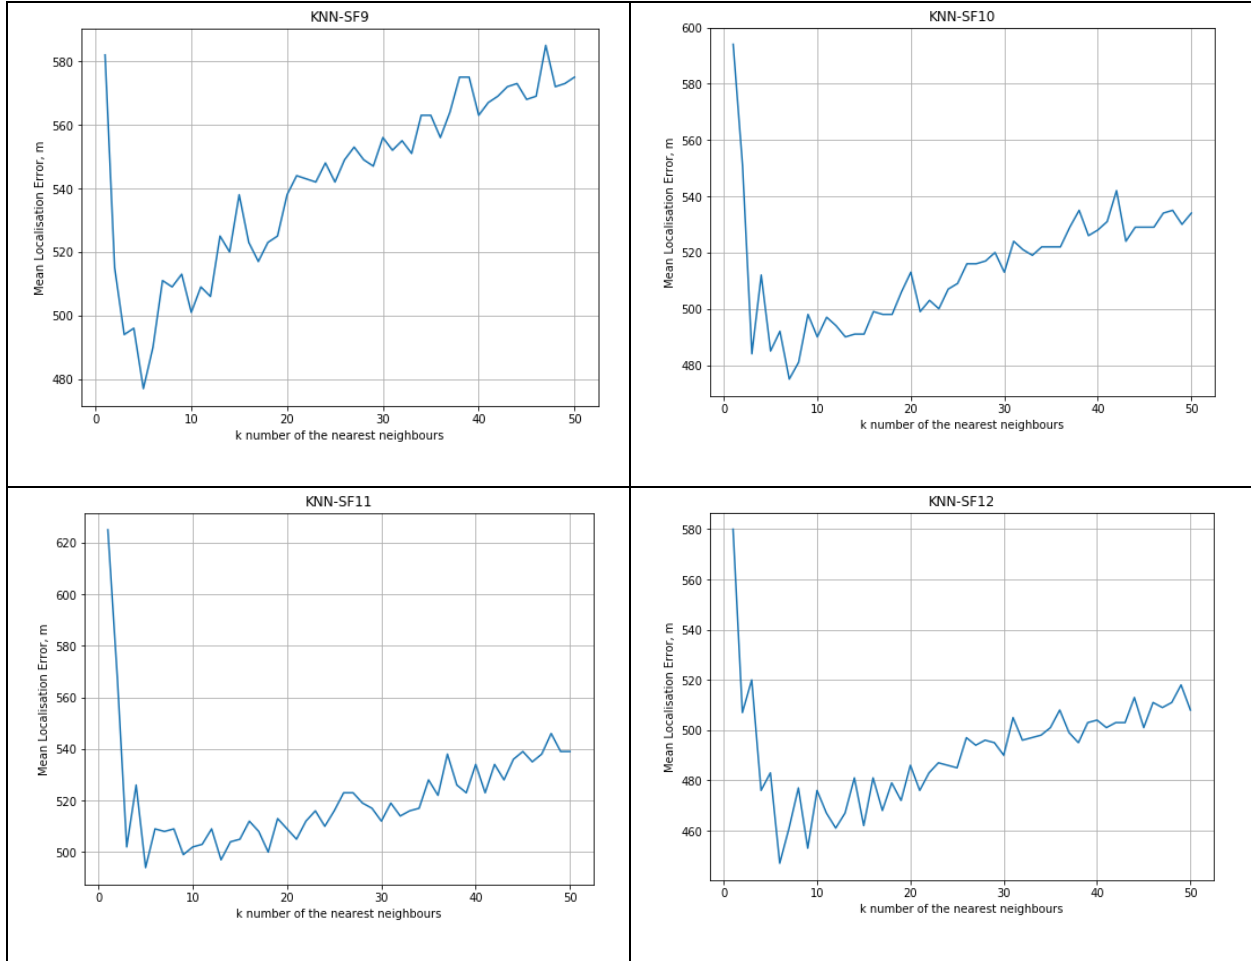 KNN-SF9
Mean Localisation Error, m
580
560
540
520
500
480
0 10 20 30 40 50
k number of the nearest neighbours
KNN-SF10
Mean Localisation Error, m
600
580
560
540
520
500
480
0 10 20 30 40 50
k number of the nearest neighbours
KNN-SF11
Mean Localisation Error, m
620
600
580
560
540
520
500
0 10 20 30 40 50
k number of the nearest neighbours
KNN-SF12
Mean Localisation Error, m
580
560
540
520
500
480
460
0 10 20 30 40 50
k number of the nearest neighbours